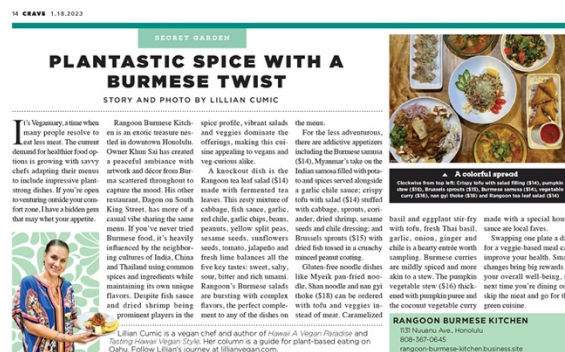 14 CRAVE 1.18.2023
SECRET GARDEN
PLANTASTIC SPICE WITH A
BURMESE TWIST
STORY AND PHOTO BY LILLIAN CUMIC
It's Veganuary, a time when
many people resolve to
eat less meat. The current
demand for healthier food op-
tions is growing with savvy
chefs adapting their menus
to include impressive plant-
strong dishes. If you're open
to venturing outside your com-
fort zone, I have a hidden gem
that may whet your appetite.
Rangoon Burmese Kitch-
en is an exotic treasure nes-
tled in downtown Honolulu.
Owner Khun Sai has created
a peaceful ambiance with
artwork and décor from Bur-
ma scattered throughout to
capture the mood. His other
restaurant, Dagon on South
King Street, has more of a
casual vibe sharing the same
menu. If you've never tried
Burmese food, it's heavily
influenced by the neighbor-
ing cultures of India, China
and Thailand using common
spices and ingredients while
maintaining its own unique
flavors. Despite fish sauce
and dried shrimp being
prominent players in the
spice profile, vibrant salads
and veggies dominate the
offerings, making this cui-
sine appealing to vegans and
veg-curious alike.
A knockout dish is the
Rangoon tea leaf salad ($14)
made with fermented tea
leaves. This zesty mixture of
cabbage, fish sauce, garlic,
red chile, garlic chips, beans,
peanuts, yellow split peas,
sesame seeds, sunflower
seeds, tomato, jalapeño and
fresh lime balances all the
five key tastes: sweet, salty,
sour, bitter and rich umami.
Rangoon's Burmese salads
are bursting with complex
flavors, the perfect comple-
ment to any of the dishes on
the menu.
For the less adventurous,
there are addictive appetizers
including the Burmese samusa
($14), Myanmar's take on the
Indian samosa filled with pota-
to and spices served alongside
a garlic chile sauce; crispy
tofu with salad ($14) stuffed
with cabbage, sprouts, cori-
ander, dried shrimp, sesame
seeds and chile dressing; and
Brussels sprouts ($15) with
dried fish tossed in a crunchy
minced peanut coating.
Gluten-free noodle dishes
like Myeik pan-fried noo-
dle, Shan noodle and nan gyi
thoke ($18) can be ordered
with tofu and veggies in-
stead of meat. Caramelized
A colorful spread
Clockwise from top left: Crispy tofu with salad filling ($14), pumpkin
stew ($16), Brussels sprouts ($15), Burmese samusa ($14), vegetable
curry ($16), nan gyi thoke ($18) and Rangoon tea leaf salad ($14)
basil and eggplant stir-fry
with tofu, fresh Thai basil,
garlic, onion, ginger and
chile is a hearty entrée worth
sampling. Burmese curries
are mildly spiced and more
akin to a stew. The pumpkin
vegetable stew ($16) thick-
ened with pumpkin puree and
the coconut vegetable curry
made with a special hou
sauce are local faves.
Swapping one plate a d
for a veggie-based meal c
improve your health. Sma
changes bring big rewards
your overall well-being,
next time you're dining o
skip the meat and go for t
green cuisine.
RANGOON BURMESE KITCHEN
1131 Nuuanu Ave., Honolulu
808-367-0645
rangoon-burmese-kitchen.business.site
Lillian Cumic is a vegan chef and author of Hawaii A Vegan Paradise and
Tasting Hawaii Vegan Style. Her column is a guide for plant-based eating on
Oahu. Follow Lillian's journey at lillianvegan.com.